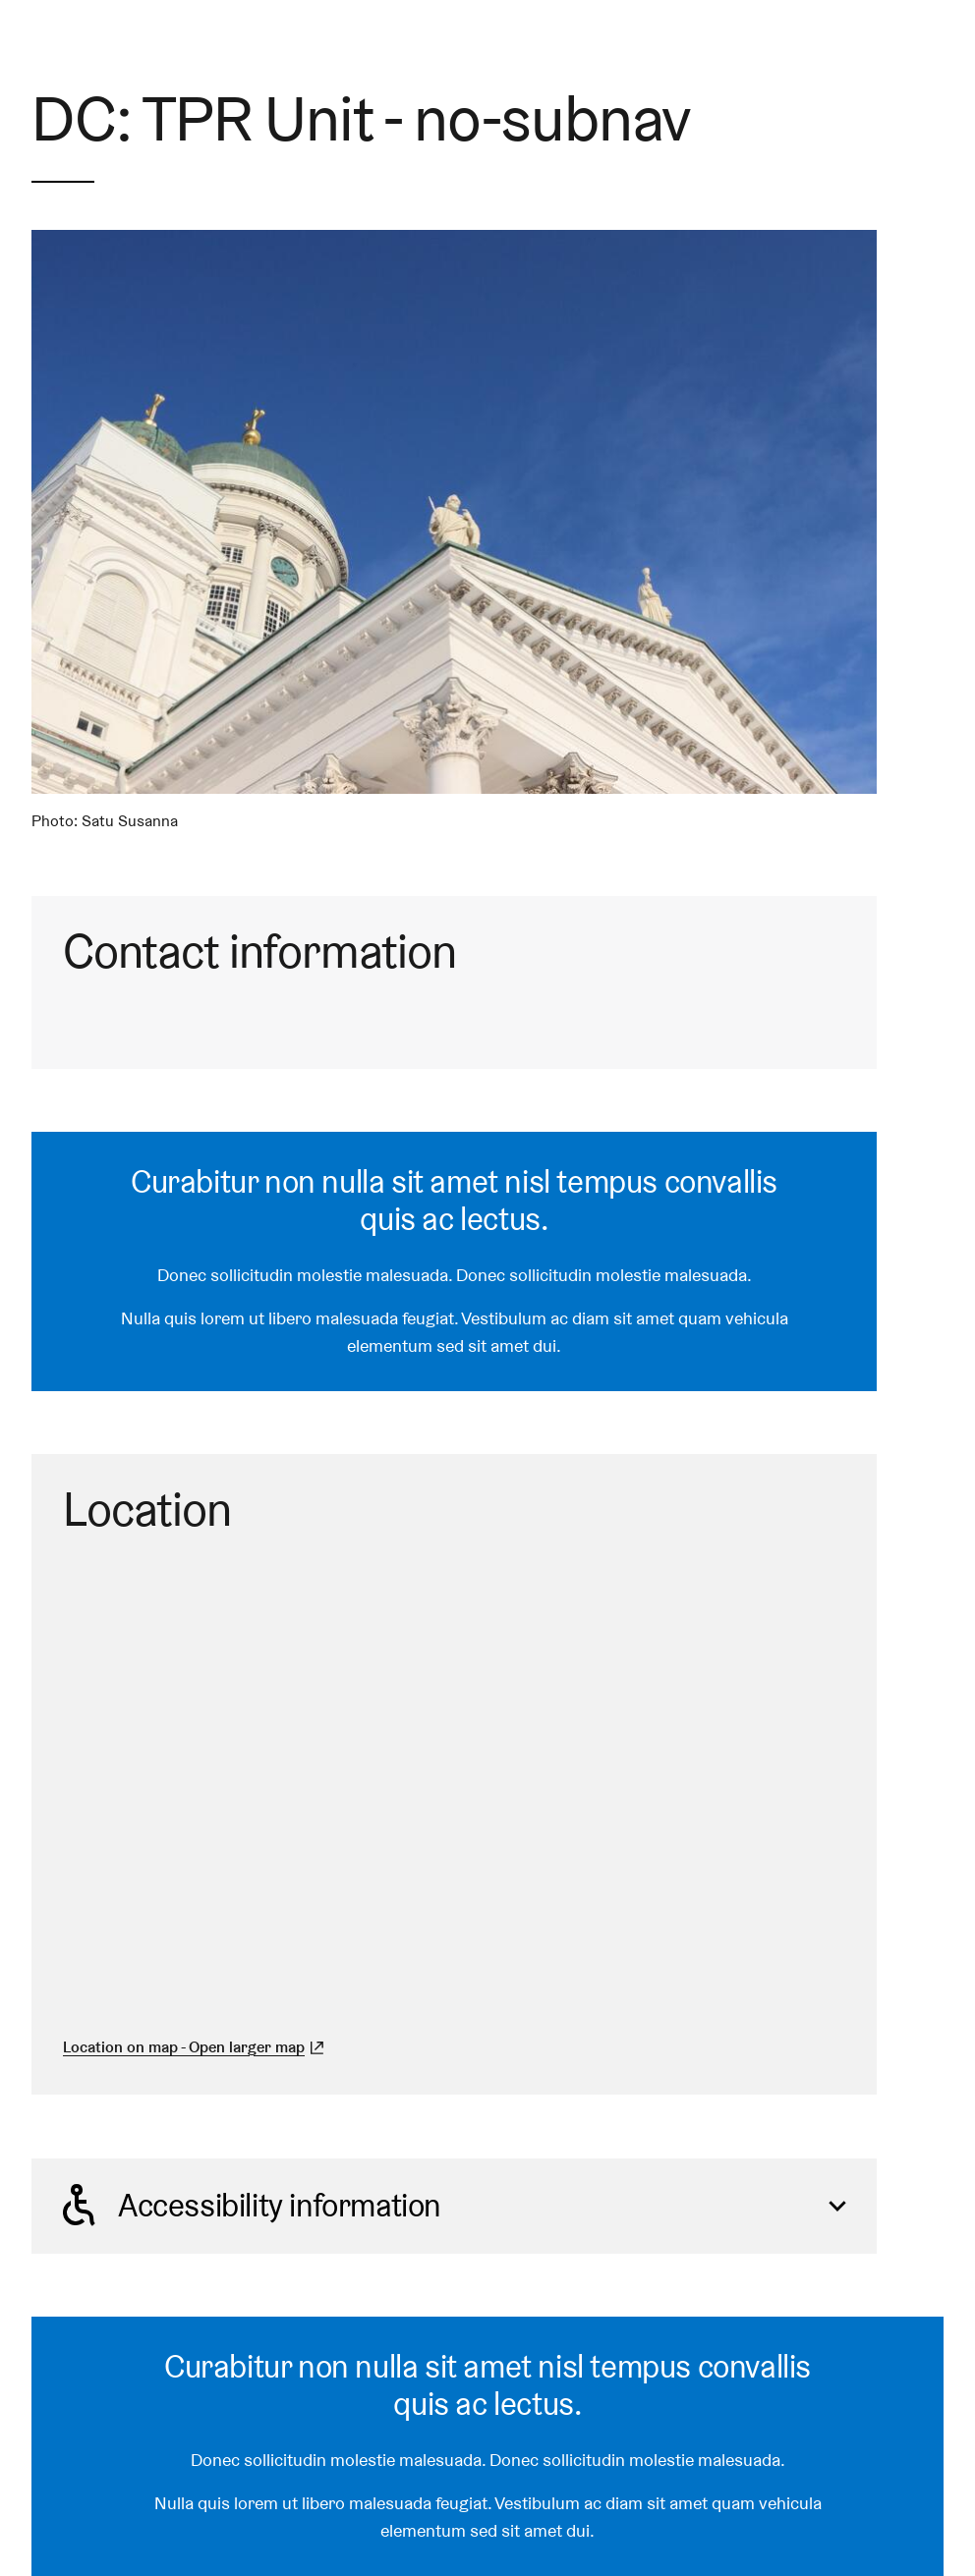 DC: TPR Unit - no-subnav
Photo: Satu Susanna
Contact information
Curabitur non nulla sit amet nisl tempus convallis
quis ac lectus.
Donec sollicitudin molestie malesuada. Donec sollicitudin molestie malesuada.
Nulla quis lorem ut libero malesuada feugiat. Vestibulum ac diam sit amet quam vehicula
elementum sed sit amet dui.
Location
Location on map - Open larger map
Accessibility information
Curabitur non nulla sit amet nisl tempus convallis
quis ac lectus.
Donec sollicitudin molestie malesuada. Donec sollicitudin molestie malesuada.
Nulla quis lorem ut libero malesuada feugiat. Vestibulum ac diam sit amet quam vehicula
elementum sed sit amet dui.